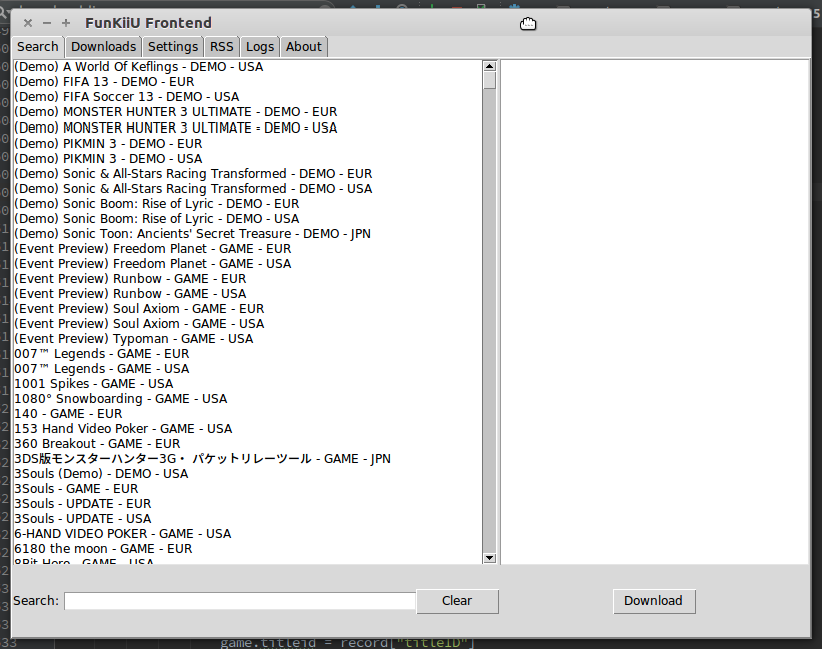 FunKiiU Frontend
Search Downloads Settings RSS Logs About
(Demo) A World Of Keflings - DEMO - USA
(Demo) FIFA 13 - DEMO - EUR
(Demo) FIFA Soccer 13 - DEMO - USA
(Demo) MONSTER HUNTER 3 ULTIMATE - DEMO - EUR
(Demo) MONSTER HUNTER 3 ULTIMATE - DEMO - USA
(Demo) PIKMIN 3 - DEMO - EUR
(Demo) PIKMIN 3 - DEMO - USA
(Demo) Sonic & All-Stars Racing Transformed - DEMO - EUR
(Demo) Sonic & All-Stars Racing Transformed - DEMO - USA
(Demo) Sonic Boom: Rise of Lyric - DEMO - EUR
(Demo) Sonic Boom: Rise of Lyric - DEMO - USA
(Demo) Sonic Toon: Ancients' Secret Treasure - DEMO - JPN
(Event Preview) Freedom Planet - GAME - EUR
(Event Preview) Freedom Planet - GAME - USA
(Event Preview) Runbow - GAME - EUR
(Event Preview) Runbow - GAME - USA
(Event Preview) Soul Axiom - GAME - EUR
(Event Preview) Soul Axiom - GAME - USA
(Event Preview) Typoman - GAME - USA
007™ Legends - GAME - EUR
007™ Legends - GAME - USA
1001 Spikes - GAME - USA
1080° Snowboarding - GAME - USA
140 - GAME - EUR
153 Hand Video Poker - GAME - USA
360 Breakout - GAME - EUR
3DS版モンスターハンター3G・ パケットリレーツール - GAME - JPN
3Souls (Demo) - DEMO - USA
3Souls - GAME - EUR
3Souls - UPDATE - EUR
3Souls - UPDATE - USA
6-HAND VIDEO POKER - GAME - USA
6180 the moon - GAME - EUR
8Bit Hero - GAME - USA
Search: Clear Download
game.titleid = record["titleID"]